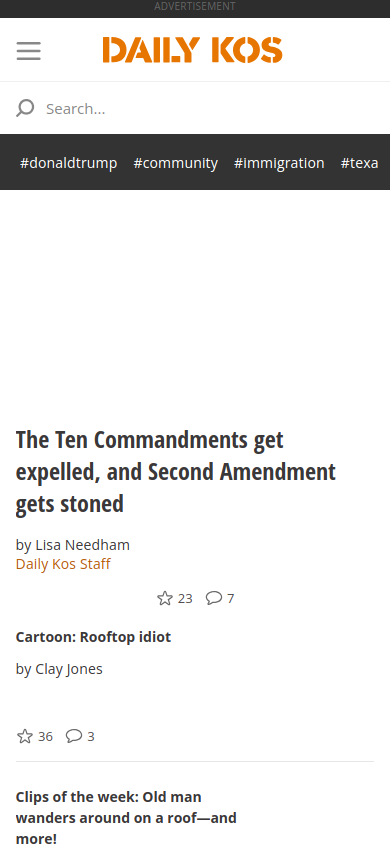 ADVERTISEMENT
DAILY KOS
Search...
#donaldtrump #community #immigration #texa
The Ten Commandments get
expelled, and Second Amendment
gets stoned
by Lisa Needham
Daily Kos Staff
23 7
Cartoon: Rooftop idiot
by Clay Jones
36 3
Clips of the week: Old man
wanders around on a roof—and
more!